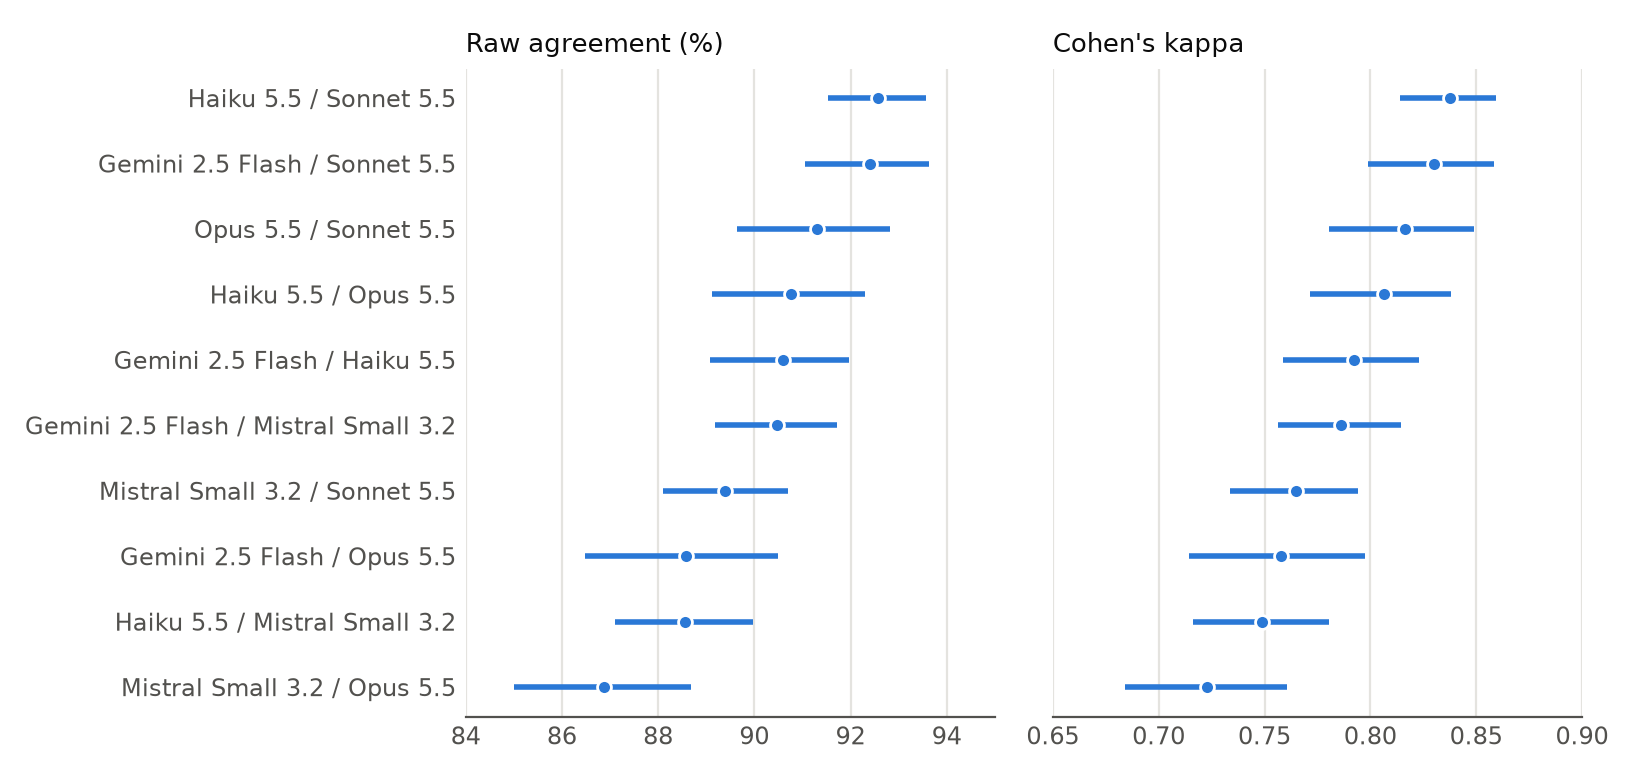 Raw agreement (%)
Cohen's kappa
Haiku 5.5 / Sonnet 5.5
Gemini 2.5 Flash / Sonnet 5.5
Opus 5.5 / Sonnet 5.5
Haiku 5.5 / Opus 5.5
Gemini 2.5 Flash / Haiku 5.5
Gemini 2.5 Flash / Mistral Small 3.2
Mistral Small 3.2 / Sonnet 5.5
Gemini 2.5 Flash / Opus 5.5
Haiku 5.5 / Mistral Small 3.2
Mistral Small 3.2 / Opus 5.5
84 86 88 90 92 94
0.65 0.70 0.75 0.80 0.85 0.90